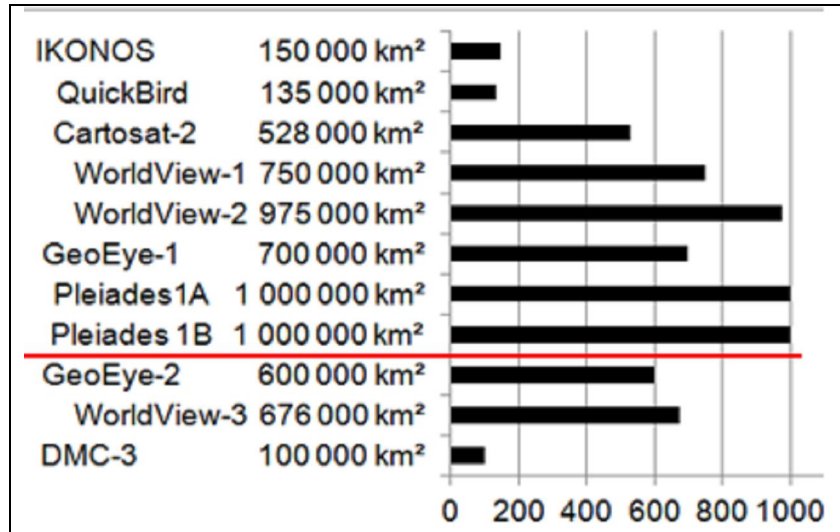 IKONOS 150 000 km²
QuickBird 135 000 km²
Cartosat-2 528 000 km²
WorldView-1 750 000 km²
WorldView-2 975 000 km²
GeoEye-1 700 000 km²
Pleiades1A 1 000 000 km²
Pleiades 1B 1 000 000 km²
GeoEye-2 600 000 km²
WorldView-3 676 000 km²
DMC-3 100 000 km²
0 200 400 600 800 1000